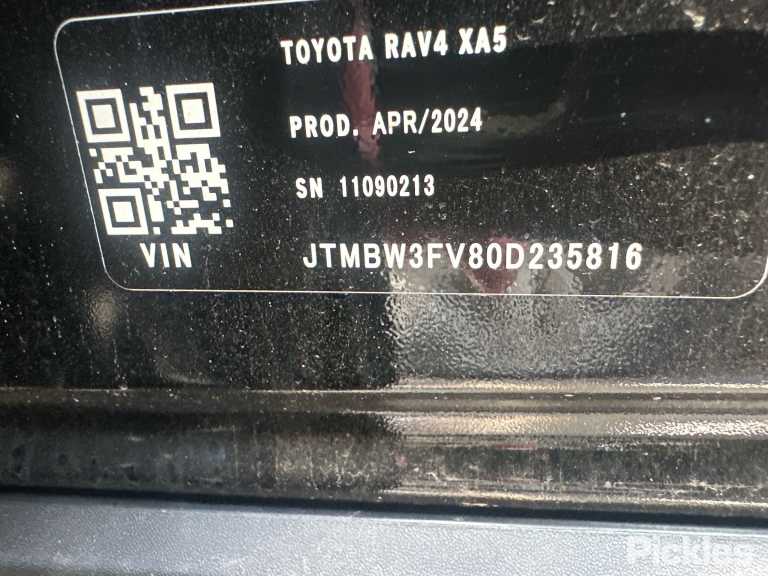 TOYOTA RAV4 XA5
PROD. APR/2024
SN 11090213
VIN JTMBW3FV80D235816
Pickles